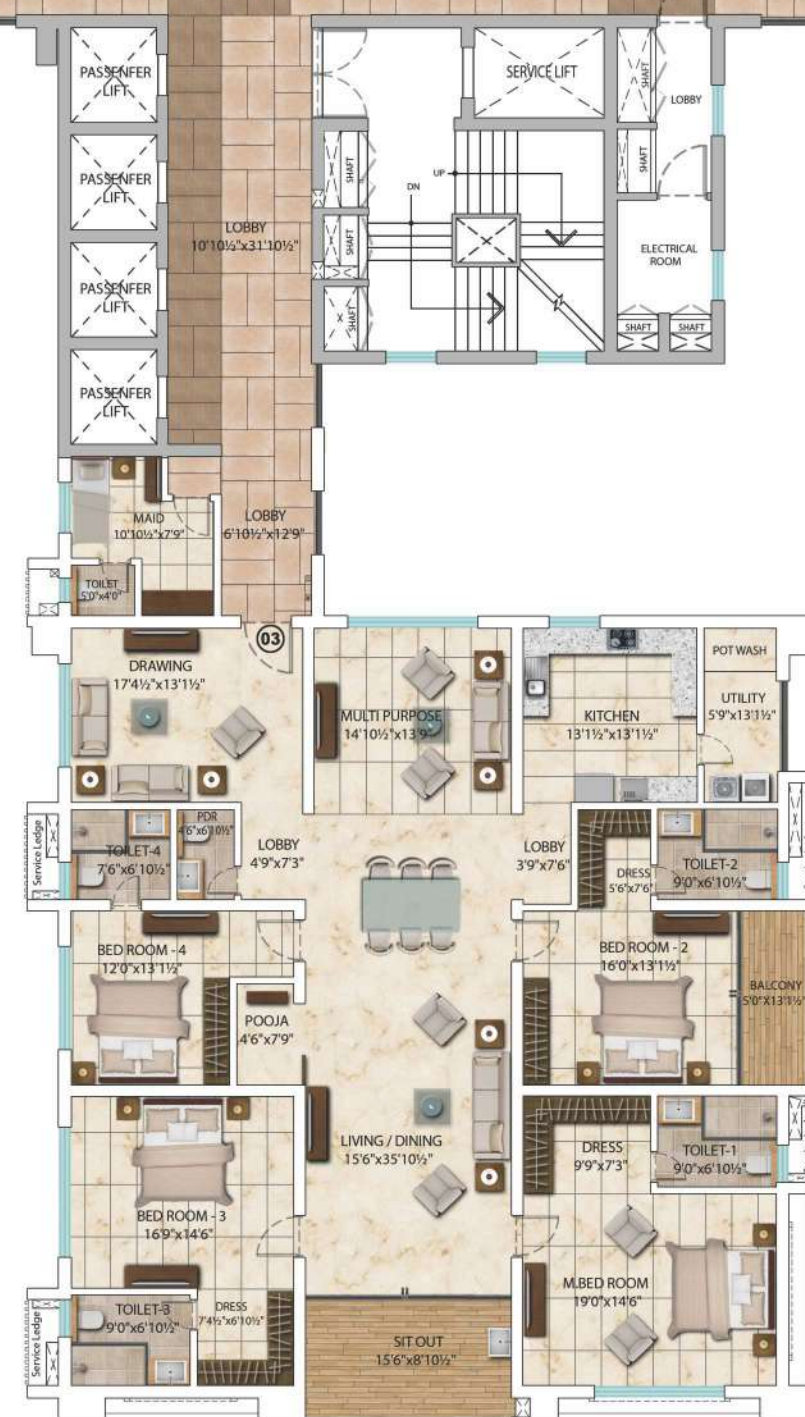 PASSENFER
LIFT
SERVICE LIFT
SHAFT
LOBBY
PASSENFER
LIFT
SHAFT
SHAFT
UP
DN
LOBBY
10'10½"x31'10½"
SHAFT
ELECTRICAL
ROOM
PASSENFER
LIFT
SHAFT
SHAFT
SHAFT
PASSENFER
LIFT
MAID
10'10½"x7'9"
LOBBY
6'10½"x12'9"
TOILET
5'0"x4'0"
03
DRAWING
17'4½"x13'1½"
MULTI PURPOSE
14'10½"x13'9"
KITCHEN
13'1½"x13'1½"
POT WASH
UTILITY
5'9"x13'1½"
Service Ledge
TOILET-4
7'6"x6'10½"
PDR
4'6"x6'10½"
LOBBY
4'9"x7'3"
LOBBY
3'9"x7'6"
DRESS
5'6"x7'6"
TOILET-2
9'0"x6'10½"
BED ROOM - 4
12'0"x13'1½"
BED ROOM - 2
16'0"x13'1½"
BALCONY
5'0"X13'1½"
POOJA
4'6"x7'9"
LIVING / DINING
15'6"x35'10½"
DRESS
9'9"x7'3"
TOILET-1
9'0"x6'10½"
BED ROOM - 3
16'9"x14'6"
M.BED ROOM
19'0"x14'6"
Service Ledge
TOILET-3
9'0"x6'10½"
DRESS
7'4½"x6'10½"
SIT OUT
15'6"x8'10½"